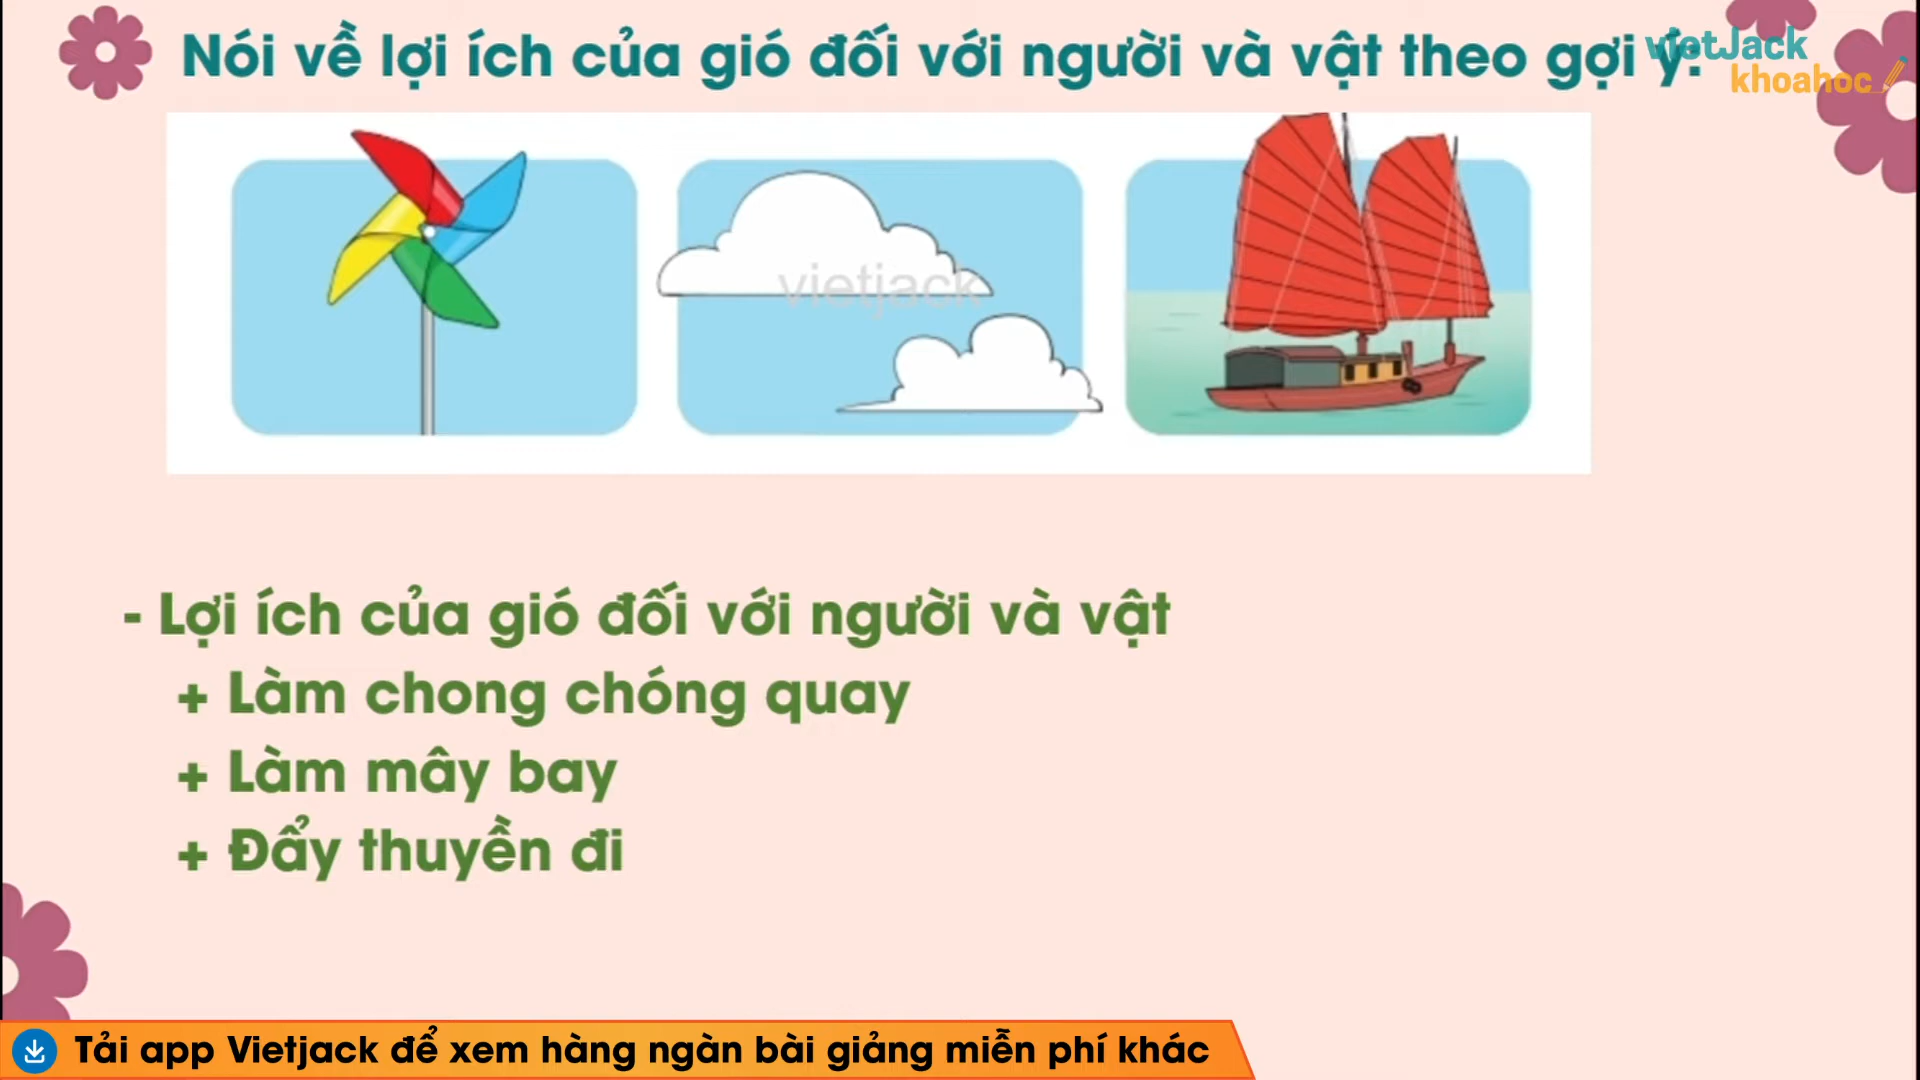 Nói về lợi ích của gió đối với người và vật theo gợi ý.
vietJack
khoahoc
vietjack
- Lợi ích của gió đối với người và vật
+ Làm chong chóng quay
+ Làm mây bay
+ Đẩy thuyền đi
Tải app Vietjack để xem hàng ngàn bài giảng miễn phí khác